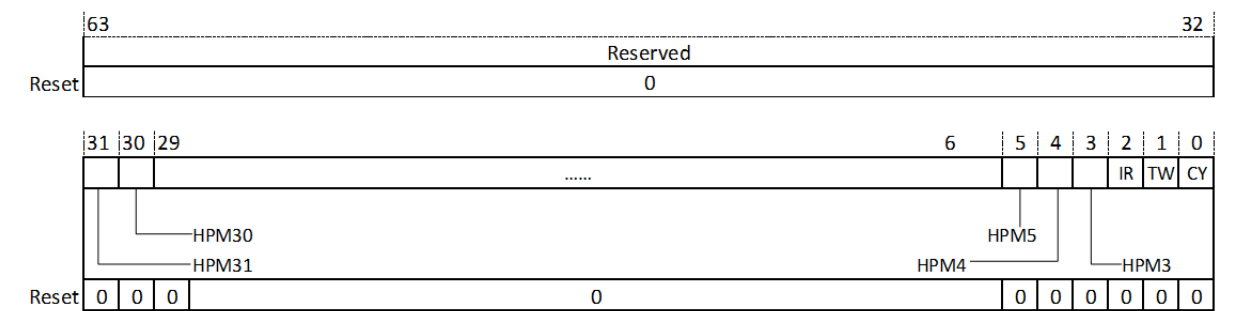 63 32
Reserved
Reset 0
31 30 29 6 5 4 3 2 1 0
...... IR TW CY
HPM30 HPM5
HPM31 HPM4 HPM3
Reset 0 0 0 0 0 0 0 0 0 0